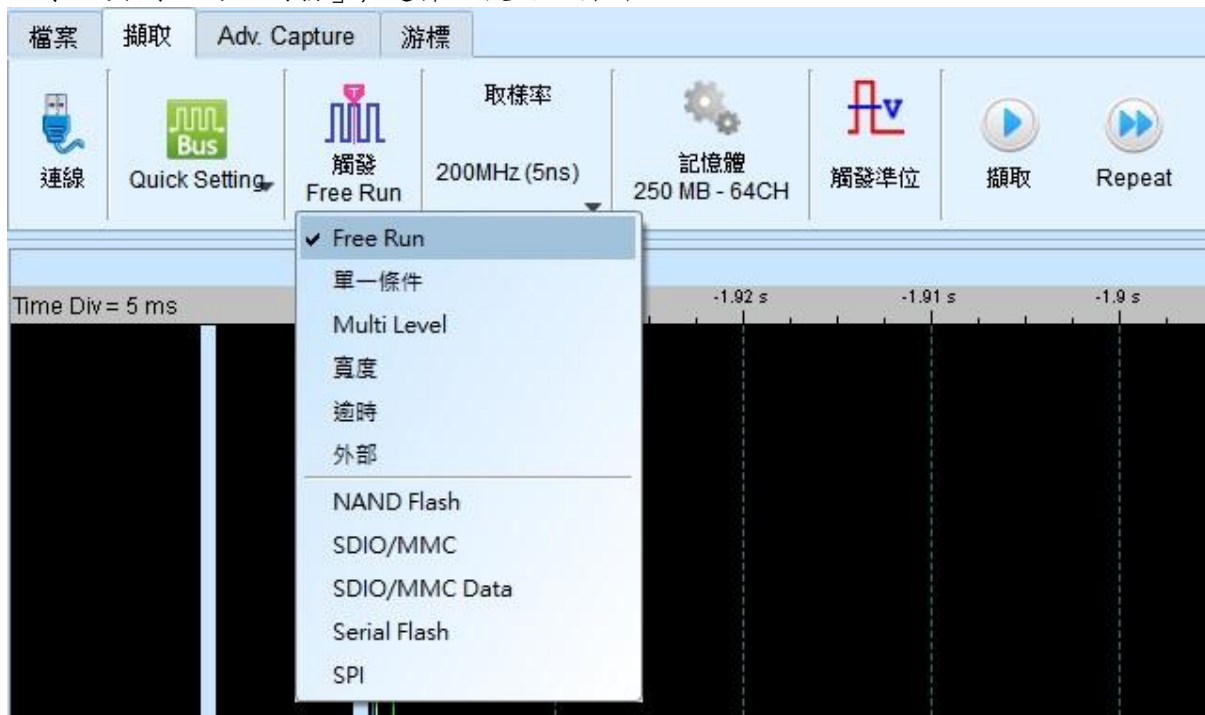 檔案
擷取
Adv. Capture
游標
連線
Bus
Quick Setting
T
觸發
Free Run
取樣率
200MHz (5ns)
記憶體
250 MB - 64CH
V
觸發準位
擷取
Repeat
Free Run
單一條件
Multi Level
寬度
逾時
外部
NAND Flash
SDIO/MMC
SDIO/MMC Data
Serial Flash
SPI
Time Div = 5 ms
-1.92 s
-1.91 s
-1.9 s